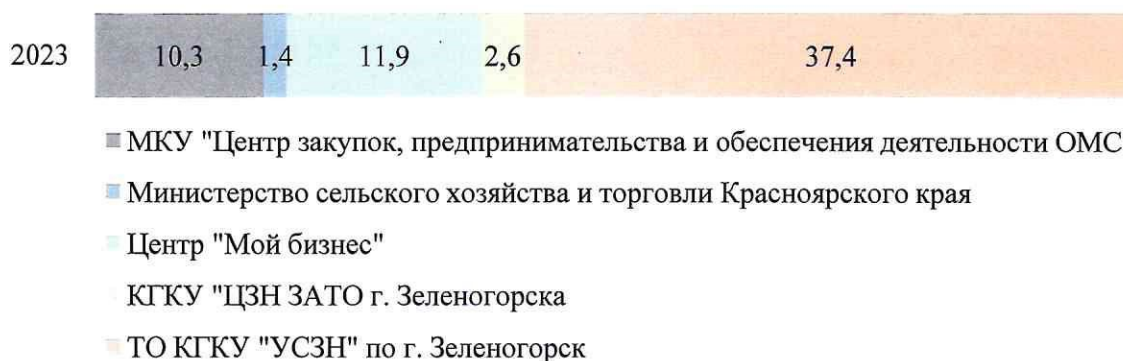 2023 10,3 1,4 11,9 2,6 37,4
МКУ "Центр закупок, предпринимательства и обеспечения деятельности ОМС
Министерство сельского хозяйства и торговли Красноярского края
Центр "Мой бизнес"
КГКУ "ЦЗН ЗАТО г. Зеленогорска
ТО КГКУ "УСЗН" по г. Зеленогорск